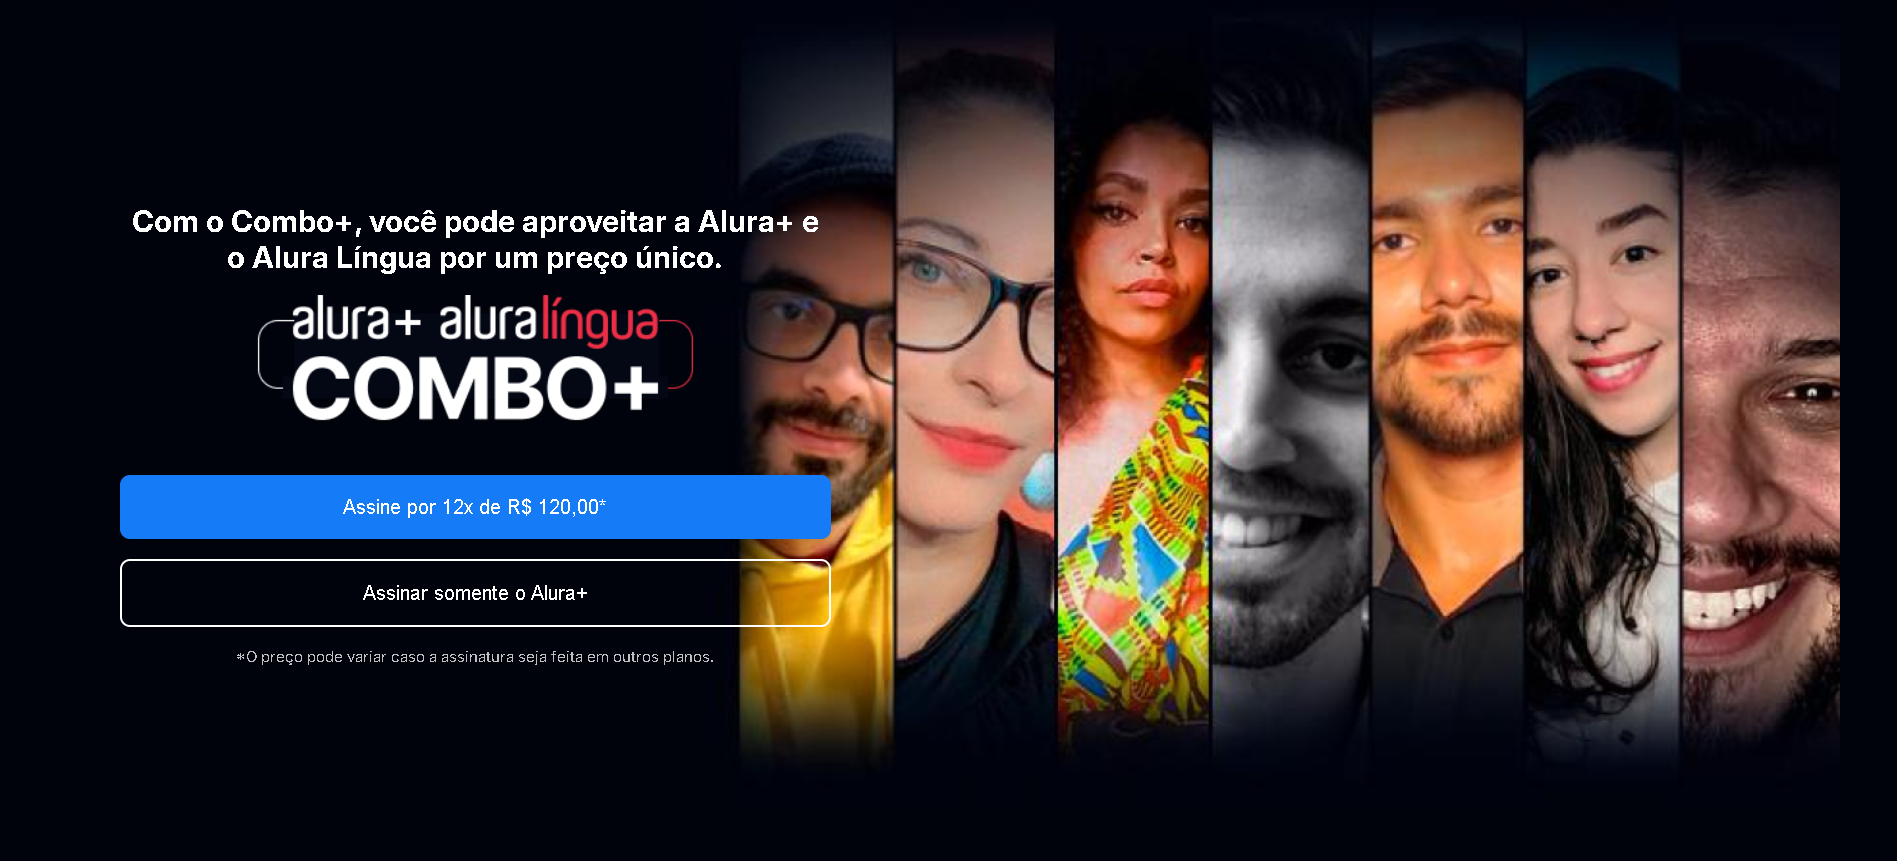 Com o Combo+, você pode aproveitar a Alura+ e
o Alura Língua por um preço único.
alura+ aluralíngua
COMBO+
Assine por 12x de R$ 120,00*
Assinar somente o Alura+
*O preço pode variar caso a assinatura seja feita em outros planos.